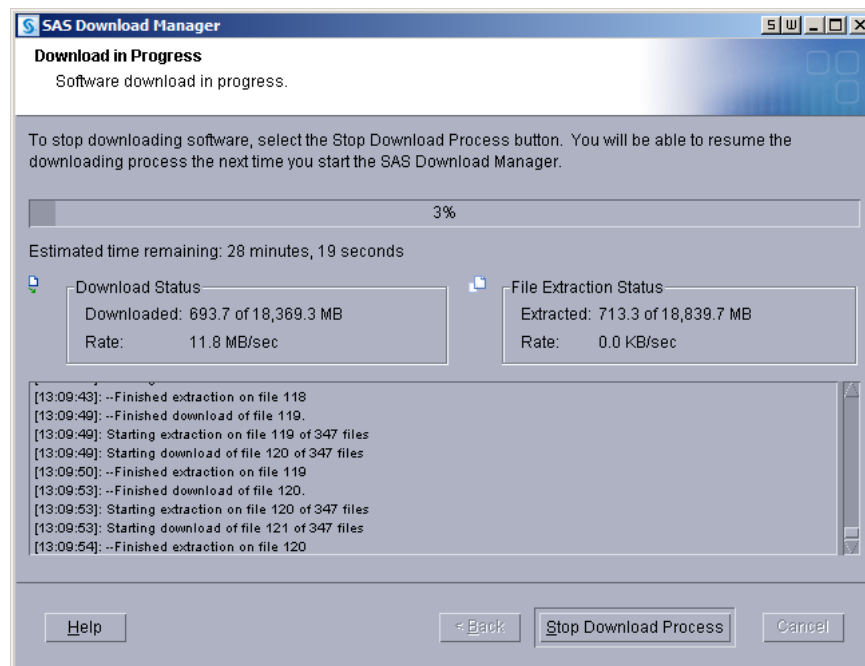 SAS Download Manager
Download in Progress
Software download in progress.
To stop downloading software, select the Stop Download Process button. You will be able to resume the
downloading process the next time you start the SAS Download Manager.
3%
Estimated time remaining: 28 minutes, 19 seconds
Download Status
Downloaded: 693.7 of 18,369.3 MB
Rate: 11.8 MB/sec
File Extraction Status
Extracted: 713.3 of 18,839.7 MB
Rate: 0.0 KB/sec
[13:09:43]: --Finished extraction on file 118
[13:09:49]: --Finished download of file 119.
[13:09:49]: Starting extraction on file 119 of 347 files
[13:09:49]: Starting download of file 120 of 347 files
[13:09:50]: --Finished extraction on file 119
[13:09:53]: --Finished download of file 120.
[13:09:53]: Starting extraction on file 120 of 347 files
[13:09:53]: Starting download of file 121 of 347 files
[13:09:54]: --Finished extraction on file 120
Help
< Back
Stop Download Process
Cancel